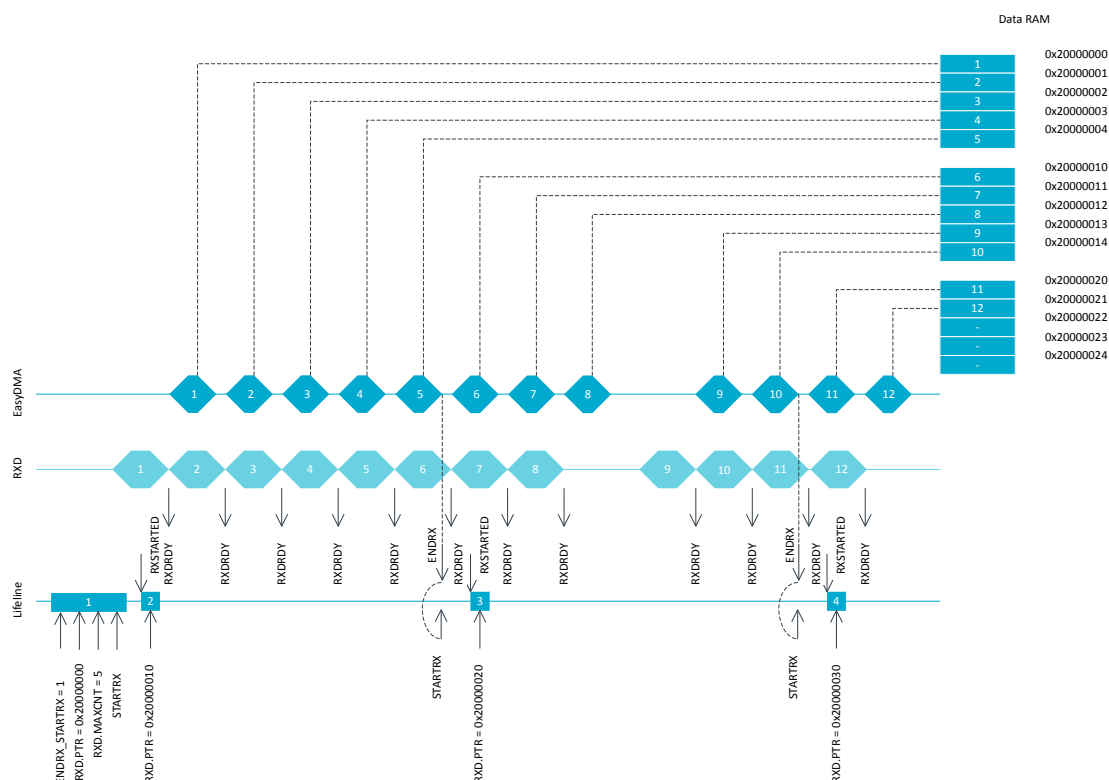 Data RAM
0x20000000
1
0x20000001
2
0x20000002
3
0x20000003
4
0x20000004
5
0x20000010
6
0x20000011
7
0x20000012
8
0x20000013
9
0x20000014
10
0x20000020
11
0x20000021
12
0x20000022
-
0x20000023
-
0x20000024
-
EasyDMA
1 2 3 4 5 6 7 8 9 10 11 12
RXD
1 2 3 4 5 6 7 8 9 10 11 12
RXSTARTED
RXDRDY
RXDRDY
RXDRDY
RXDRDY
RXDRDY
ENDRX
RXDRDY
RXSTARTED
RXDRDY
RXDRDY
RXDRDY
RXDRDY
ENDRX
RXDRDY
RXSTARTED
RXDRDY
Lifeline
1 2 3 4
ENDRX_STARTRX = 1
RXD.PTR = 0x20000000
RXD.MAXCNT = 5
STARTRX
RXD.PTR = 0x20000010
STARTRX
RXD.PTR = 0x20000020
STARTRX
RXD.PTR = 0x20000030